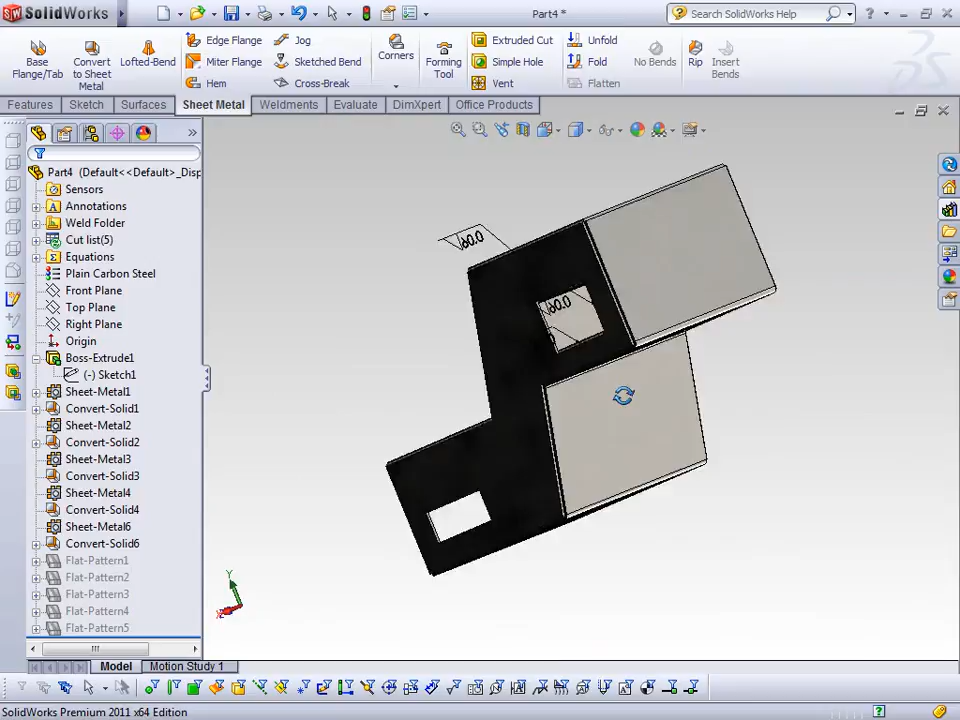 SolidWorks
Part4 *
Search SolidWorks Help
Base Flange/Tab
Convert to Sheet Metal
Lofted-Bend
Edge Flange
Miter Flange
Hem
Jog
Sketched Bend
Cross-Break
Corners
Forming Tool
Extruded Cut
Simple Hole
Vent
Unfold
Fold
Flatten
No Bends
Rip
Insert Bends
Features
Sketch
Surfaces
Sheet Metal
Weldments
Evaluate
DimXpert
Office Products
Part4 (Default<<Default>_Disp
Sensors
Annotations
Weld Folder
Cut list(5)
Equations
Plain Carbon Steel
Front Plane
Top Plane
Right Plane
Origin
Boss-Extrude1
(-) Sketch1
Sheet-Metal1
Convert-Solid1
Sheet-Metal2
Convert-Solid2
Sheet-Metal3
Convert-Solid3
Sheet-Metal4
Convert-Solid4
Sheet-Metal6
Convert-Solid6
Flat-Pattern1
Flat-Pattern2
Flat-Pattern3
Flat-Pattern4
Flat-Pattern5
Y
X
Model
Motion Study 1
SolidWorks Premium 2011 x64 Edition